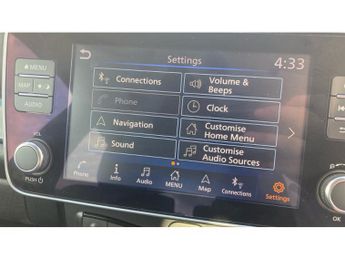 Settings
4:33
MENU
MAP
AUDIO
Connections
Volume &
Beeps
Phone
Clock
Navigation
Customise
Home Menu
Sound
Customise
Audio Sources
VOL
PUSH
Phone
Info
Audio
MENU
Map
Connections
Settings
OK